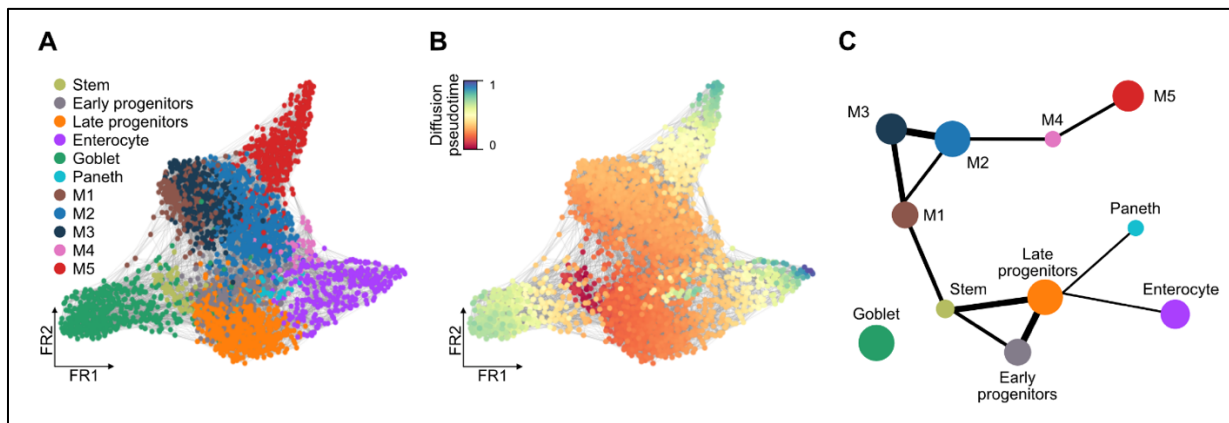 A
Stem
Early progenitors
Late progenitors
Enterocyte
Goblet
Paneth
M1
M2
M3
M4
M5
FR2
FR1
B
Diffusion
pseudotime
1
0
FR2
FR1
C
M5
M3
M4
M2
M1
Paneth
Late
progenitors
Stem
Enterocyte
Goblet
Early
progenitors